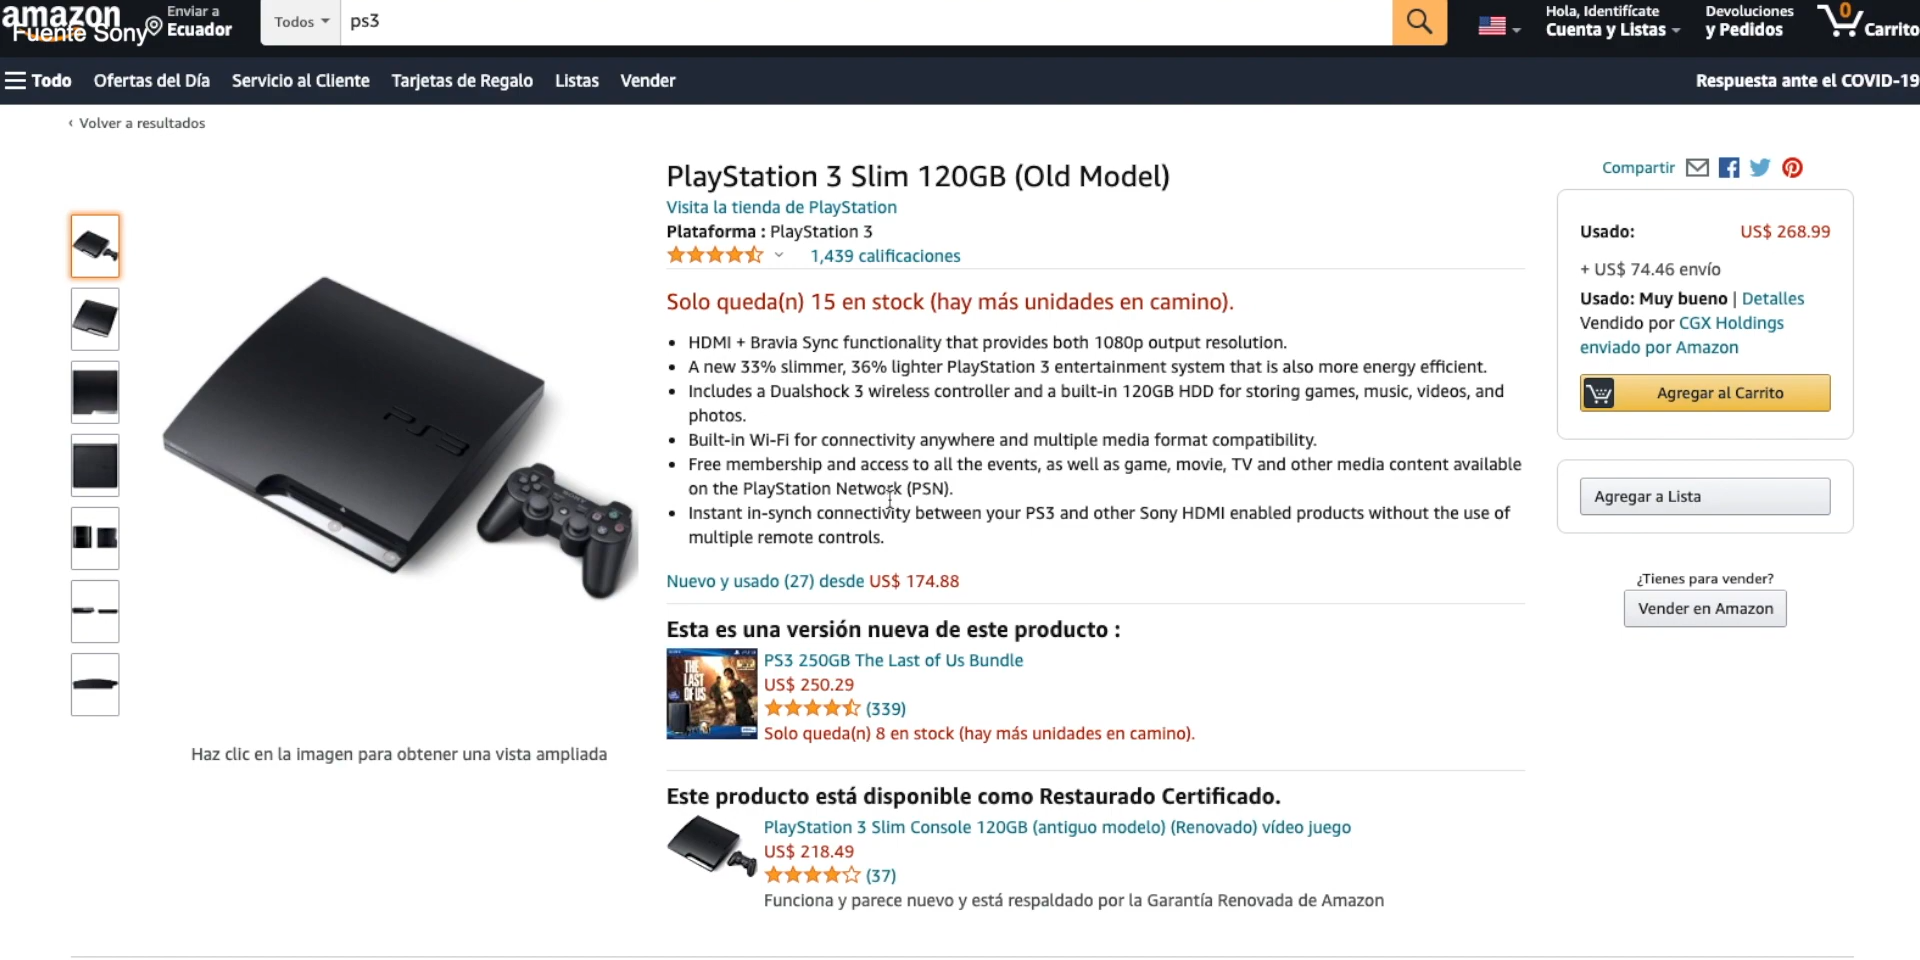 amazon
Fuente Sony
Enviar a
Ecuador
Todos
ps3
Hola, Identifícate
Cuenta y Listas
Devoluciones
y Pedidos
0
Carrito
Todo
Ofertas del Día
Servicio al Cliente
Tarjetas de Regalo
Listas
Vender
Respuesta ante el COVID-19
‹ Volver a resultados
PlayStation 3 Slim 120GB (Old Model)
Visita la tienda de PlayStation
Plataforma : PlayStation 3
1,439 calificaciones
Solo queda(n) 15 en stock (hay más unidades en camino).
• HDMI + Bravia Sync functionality that provides both 1080p output resolution.
• A new 33% slimmer, 36% lighter PlayStation 3 entertainment system that is also more energy efficient.
• Includes a Dualshock 3 wireless controller and a built-in 120GB HDD for storing games, music, videos, and
photos.
• Built-in Wi-Fi for connectivity anywhere and multiple media format compatibility.
• Free membership and access to all the events, as well as game, movie, TV and other media content available
on the PlayStation Network (PSN).
• Instant in-synch connectivity between your PS3 and other Sony HDMI enabled products without the use of
multiple remote controls.
Nuevo y usado (27) desde US$ 174.88
Esta es una versión nueva de este producto :
THE
LAST
OF US
PS3 250GB The Last of Us Bundle
US$ 250.29
(339)
Solo queda(n) 8 en stock (hay más unidades en camino).
Este producto está disponible como Restaurado Certificado.
PlayStation 3 Slim Console 120GB (antiguo modelo) (Renovado) vídeo juego
US$ 218.49
(37)
Funciona y parece nuevo y está respaldado por la Garantía Renovada de Amazon
PS3
SONY
Haz clic en la imagen para obtener una vista ampliada
Compartir
Usado:
US$ 268.99
+ US$ 74.46 envío
Usado: Muy bueno | Detalles
Vendido por CGX Holdings
enviado por Amazon
Agregar al Carrito
Agregar a Lista
¿Tienes para vender?
Vender en Amazon